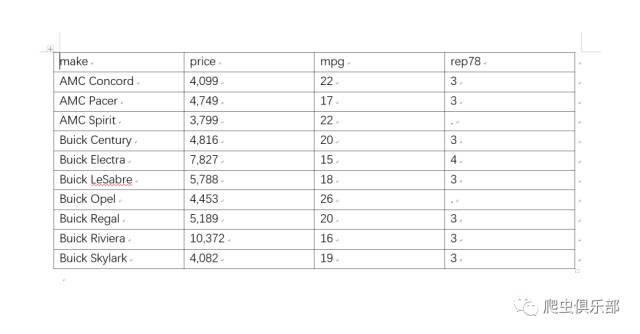 make price mpg rep78
AMC Concord 4,099 22 3
AMC Pacer 4,749 17 3
AMC Spirit 3,799 22 .
Buick Century 4,816 20 3
Buick Electra 7,827 15 4
Buick LeSabre 5,788 18 3
Buick Opel 4,453 26 .
Buick Regal 5,189 20 3
Buick Riviera 10,372 16 3
Buick Skylark 4,082 19 3
爬虫俱乐部